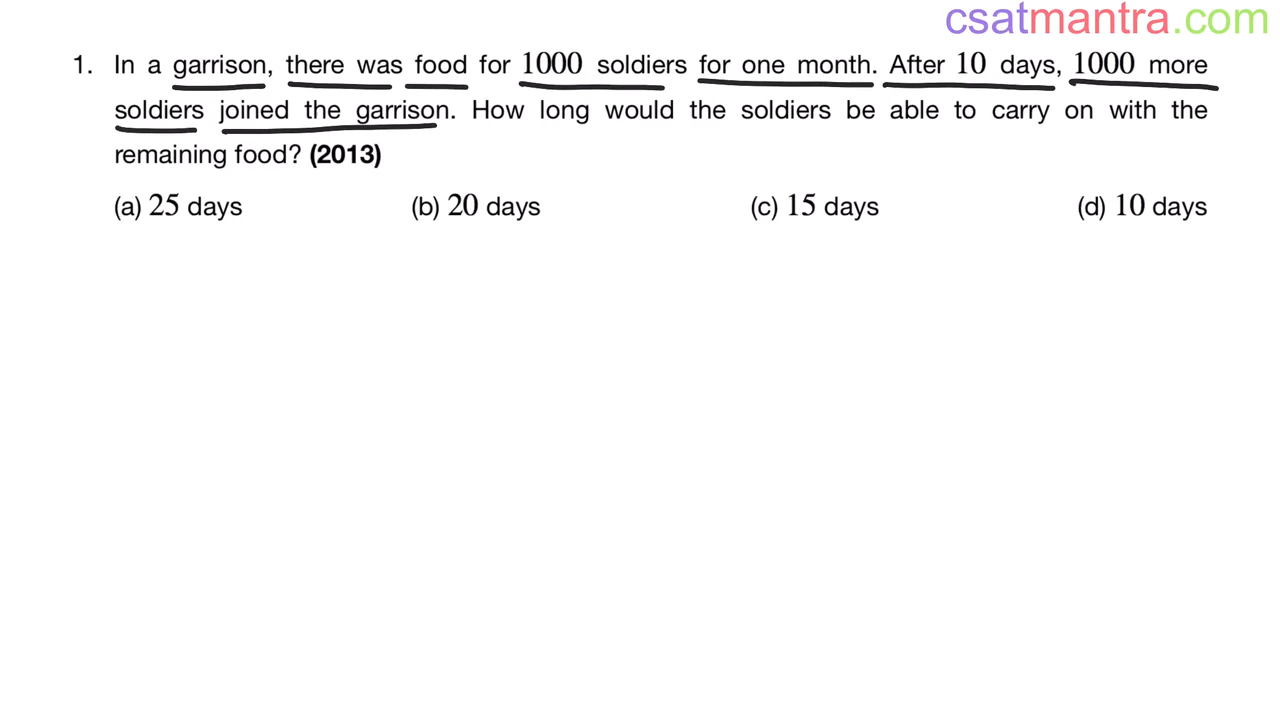 csatmantra.com
1. In a garrison, there was food for 1000 soldiers for one month. After 10 days, 1000 more
soldiers joined the garrison. How long would the soldiers be able to carry on with the
remaining food? (2013)
(a) 25 days (b) 20 days (c) 15 days (d) 10 days